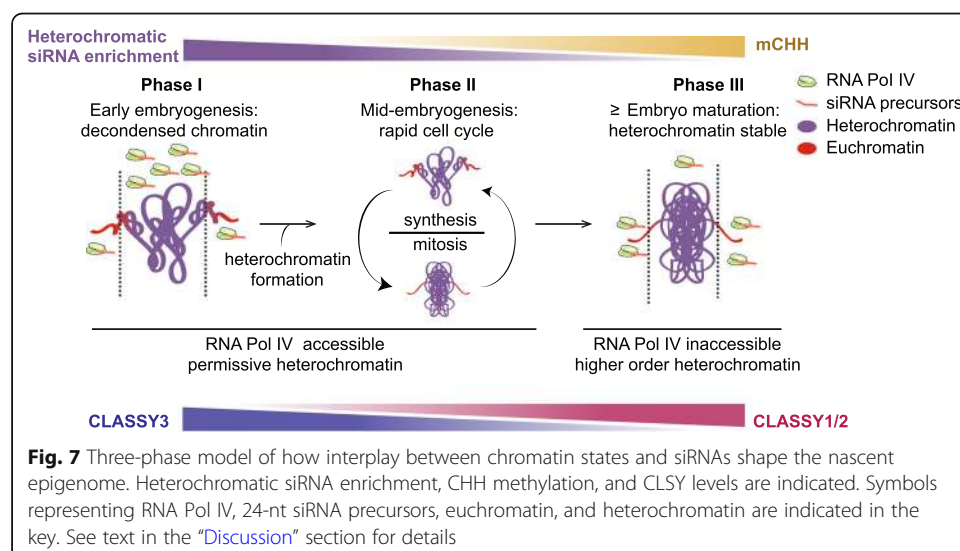 Heterochromatic
siRNA enrichment
mCHH
Phase I
Early embryogenesis:
decondensed chromatin
Phase II
Mid-embryogenesis:
rapid cell cycle
Phase III
≥ Embryo maturation:
heterochromatin stable
RNA Pol IV
siRNA precursors
Heterochromatin
Euchromatin
heterochromatin
formation
synthesis
mitosis
RNA Pol IV accessible
permissive heterochromatin
RNA Pol IV inaccessible
higher order heterochromatin
CLASSY3
CLASSY1/2
Fig. 7 Three-phase model of how interplay between chromatin states and siRNAs shape the nascent
epigenome. Heterochromatic siRNA enrichment, CHH methylation, and CLSY levels are indicated. Symbols
representing RNA Pol IV, 24-nt siRNA precursors, euchromatin, and heterochromatin are indicated in the
key. See text in the “Discussion” section for details